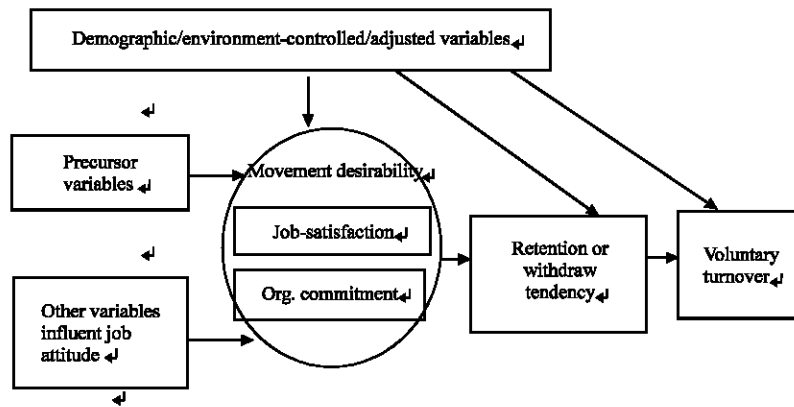 Demographic/environment-controlled/adjusted variables↵
↵
Precursor
variables↵
Movement desirability↵
Job-satisfaction↵
↵
Org. commitment↵
Retention or
withdraw
tendency↵
Voluntary
turnover↵
Other variables
influent job
attitude↵
↵